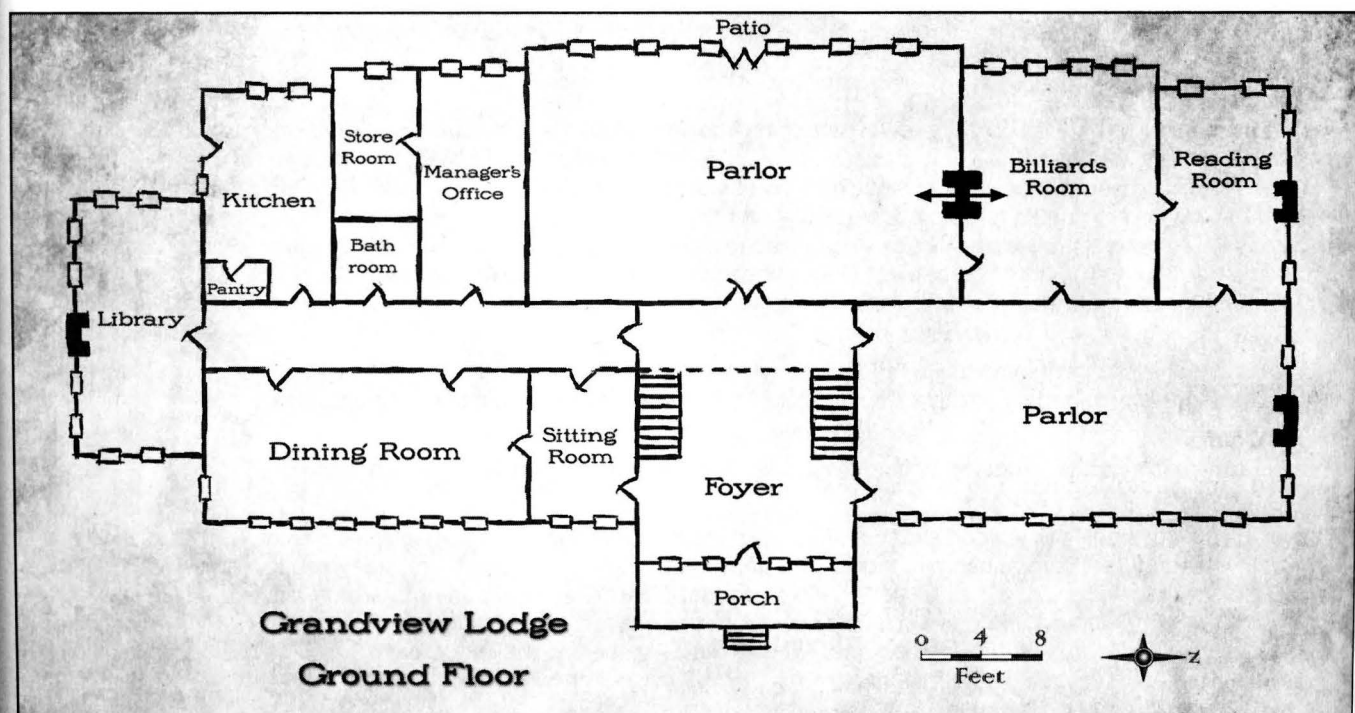 Patio
Store
Room
Manager's
Office
Parlor
Billiards
Room
Reading
Room
Kitchen
Bath
room
Pantry
Library
Dining Room
Sitting
Room
Foyer
Parlor
Porch
Grandview Lodge
Ground Floor
0 4 8
Feet
Z